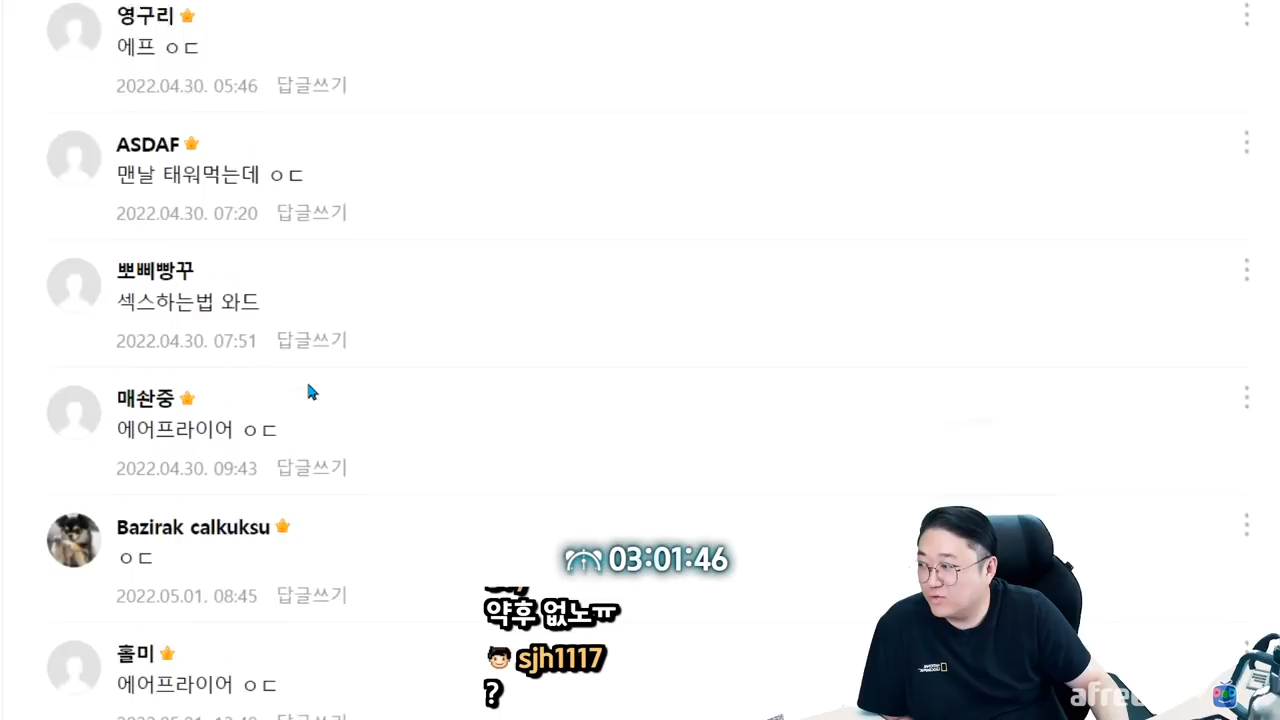 영구리
에프 ㅇㄷ
2022.04.30. 05:46 답글쓰기
ASDAF
맨날 태워먹는데 ㅇㄷ
2022.04.30. 07:20 답글쓰기
뽀삐빵꾸
섹스하는법 와드
2022.04.30. 07:51 답글쓰기
매솬중
에어프라이어 ㅇㄷ
2022.04.30. 09:43 답글쓰기
Bazirak calkuksu
ㅇㄷ
2022.05.01. 08:45 답글쓰기
03:01:46
약후 없노ㅠ
sjh1117
?
홀미
에어프라이어 ㅇㄷ